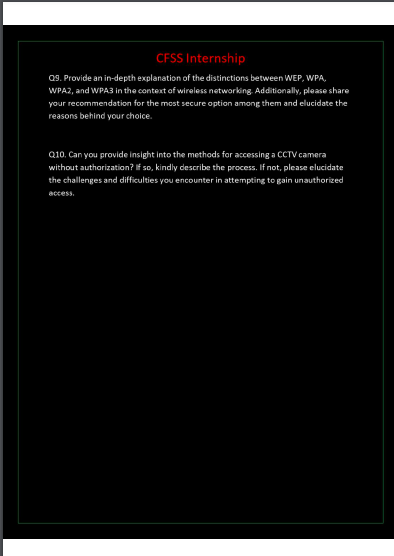 CFSS Internship
Q9. Provide an in-depth explanation of the distinctions between WEP, WPA,
WPA2, and WPA3 in the context of wireless networking. Additionally, please share
your recommendation for the most secure option among them and elucidate the
reasons behind your choice.
Q10. Can you provide insight into the methods for accessing a CCTV camera
without authorization? If so, kindly describe the process. If not, please elucidate
the challenges and difficulties you encounter in attempting to gain unauthorized
access.